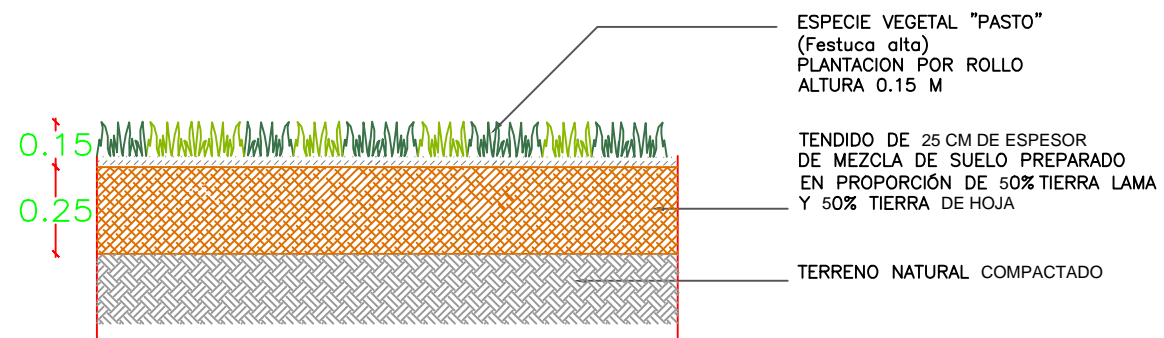 ESPECIE VEGETAL "PASTO"
(Festuca alta)
PLANTACION POR ROLLO
ALTURA 0.15 M
0.15
TENDIDO DE 25 CM DE ESPESOR
DE MEZCLA DE SUELO PREPARADO
EN PROPORCIÓN DE 50% TIERRA LAMA
Y 50% TIERRA DE HOJA
0.25
TERRENO NATURAL COMPACTADO